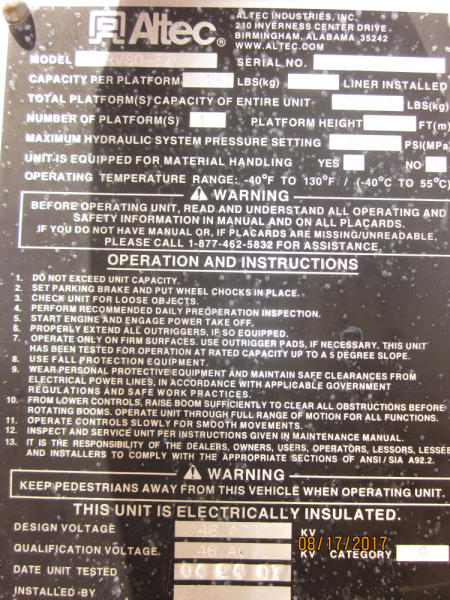 Altec®
ALTEC INDUSTRIES, INC.
210 INVERNESS CENTER DRIVE
BIRMINGHAM, ALABAMA 35242
WWW.ALTEC.COM
MODEL SERIAL NO.
CAPACITY PER PLATFORM LBS(kg) LINER INSTALLED
TOTAL PLATFORM(S) CAPACITY OF ENTIRE UNIT LBS(kg)
NUMBER OF PLATFORM(S) 1 PLATFORM HEIGHT FT(m)
MAXIMUM HYDRAULIC SYSTEM PRESSURE SETTING PSI(MPa
UNIT IS EQUIPPED FOR MATERIAL HANDLING YES NO
OPERATING TEMPERATURE RANGE: -40°F TO 130°F / (-40°C TO 55°C)
WARNING
BEFORE OPERATING UNIT, READ AND UNDERSTAND ALL OPERATING AND
SAFETY INFORMATION IN MANUAL AND ON ALL PLACARDS.
IF YOU DO NOT HAVE MANUAL OR, IF PLACARDS ARE MISSING/UNREADABLE,
PLEASE CALL 1-877-462-5832 FOR ASSISTANCE.
OPERATION AND INSTRUCTIONS
1. DO NOT EXCEED UNIT CAPACITY.
2. SET PARKING BRAKE AND PUT WHEEL CHOCKS IN PLACE.
3. CHECK UNIT FOR LOOSE OBJECTS.
4. PERFORM RECOMMENDED DAILY PREOPERATION INSPECTION.
5. START ENGINE AND ENGAGE POWER TAKE OFF.
6. PROPERLY EXTEND ALL OUTRIGGERS, IF SO EQUIPPED.
7. OPERATE ONLY ON FIRM SURFACES. USE OUTRIGGER PADS, IF NECESSARY. THIS UNIT
HAS BEEN TESTED FOR OPERATION AT RATED CAPACITY UP TO A 5 DEGREE SLOPE.
8. USE FALL PROTECTION EQUIPMENT.
9. WEAR PERSONAL PROTECTIVE EQUIPMENT AND MAINTAIN SAFE CLEARANCES FROM
ELECTRICAL POWER LINES, IN ACCORDANCE WITH APPLICABLE GOVERNMENT
REGULATIONS AND SAFE WORK PRACTICES.
10. FROM LOWER CONTROLS, RAISE BOOM SUFFICIENTLY TO CLEAR ALL OBSTRUCTIONS BEFORE
ROTATING BOOMS. OPERATE UNIT THROUGH FULL RANGE OF MOTION FOR ALL FUNCTIONS.
11. OPERATE CONTROLS SLOWLY FOR SMOOTH MOVEMENTS.
12. INSPECT AND SERVICE UNIT PER INSTRUCTIONS GIVEN IN MAINTENANCE MANUAL.
13. IT IS THE RESPONSIBILITY OF THE DEALERS, OWNERS, USERS, OPERATORS, LESSORS, LESSEE
AND INSTALLERS TO COMPLY WITH THE APPROPRIATE SECTIONS OF ANSI / SIA A92.2.
WARNING
KEEP PEDESTRIANS AWAY FROM THIS VEHICLE WHEN OPERATING UNIT.
THIS UNIT IS ELECTRICALLY INSULATED.
DESIGN VOLTAGE 46 KV
QUALIFICATION VOLTAGE 46 KV CATEGORY C
DATE UNIT TESTED
INSTALLED BY
08/17/2017